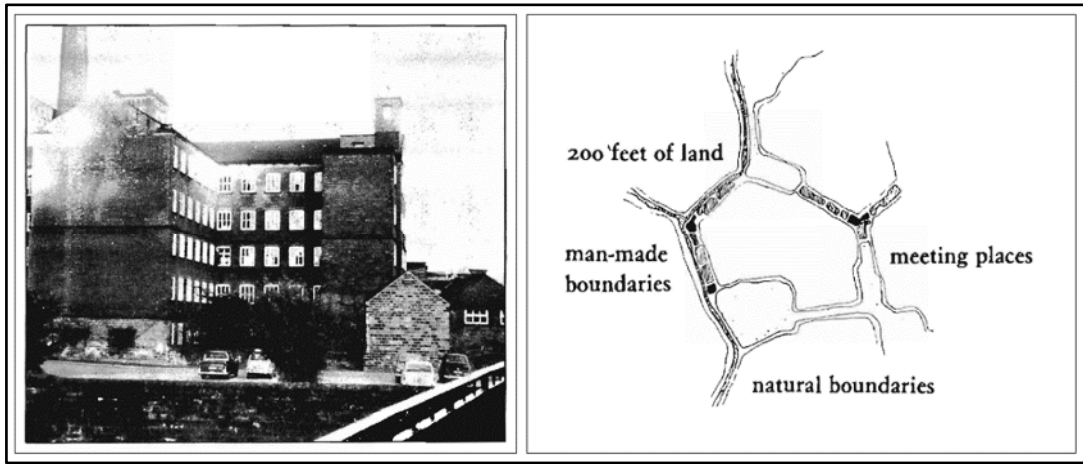 200 feet of land
man-made
boundaries
meeting places
natural boundaries